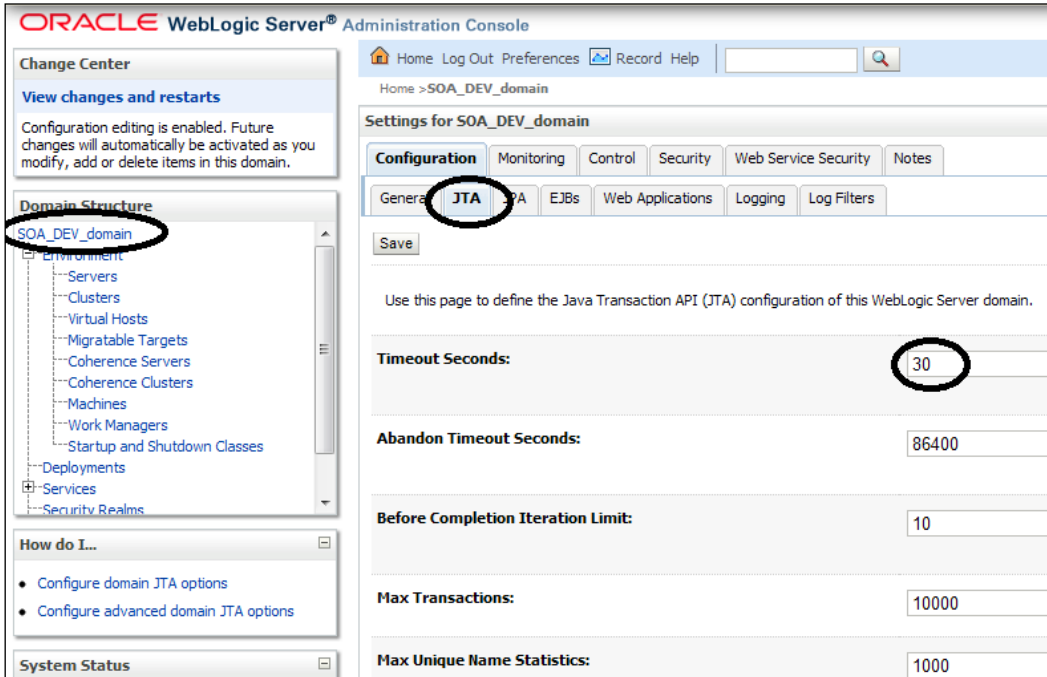 ORACLE WebLogic Server® Administration Console
Change Center
View changes and restarts
Configuration editing is enabled. Future
changes will automatically be activated as you
modify, add or delete items in this domain.
Domain Structure
SOA_DEV_domain
Environment
Servers
Clusters
Virtual Hosts
Migratable Targets
Coherence Servers
Coherence Clusters
Machines
Work Managers
Startup and Shutdown Classes
Deployments
Services
Security Realms
How do I...
Configure domain JTA options
Configure advanced domain JTA options
System Status
Home Log Out Preferences Record Help
Home >SOA_DEV_domain
Settings for SOA_DEV_domain
Configuration Monitoring Control Security Web Service Security Notes
General JTA JPA EJBs Web Applications Logging Log Filters
Save
Use this page to define the Java Transaction API (JTA) configuration of this WebLogic Server domain.
Timeout Seconds: 30
Abandon Timeout Seconds: 86400
Before Completion Iteration Limit: 10
Max Transactions: 10000
Max Unique Name Statistics: 1000